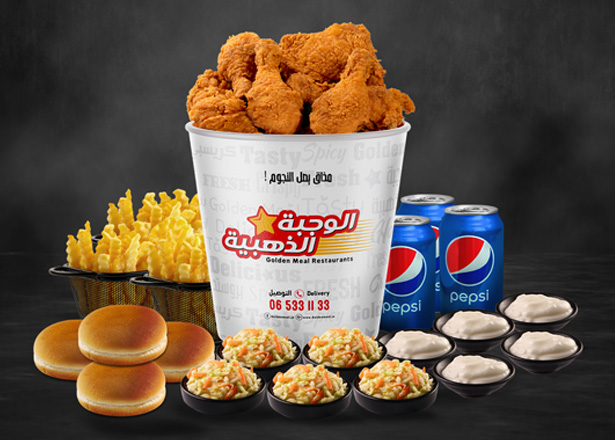 Tasty Spicy Golden
مذاق يصل النجوم !
FRESH
الوجبة
الذهبية
Golden Meal Restaurants
Delicious
التوصيل Delivery
06 533 11 33
pepsi
pepsi